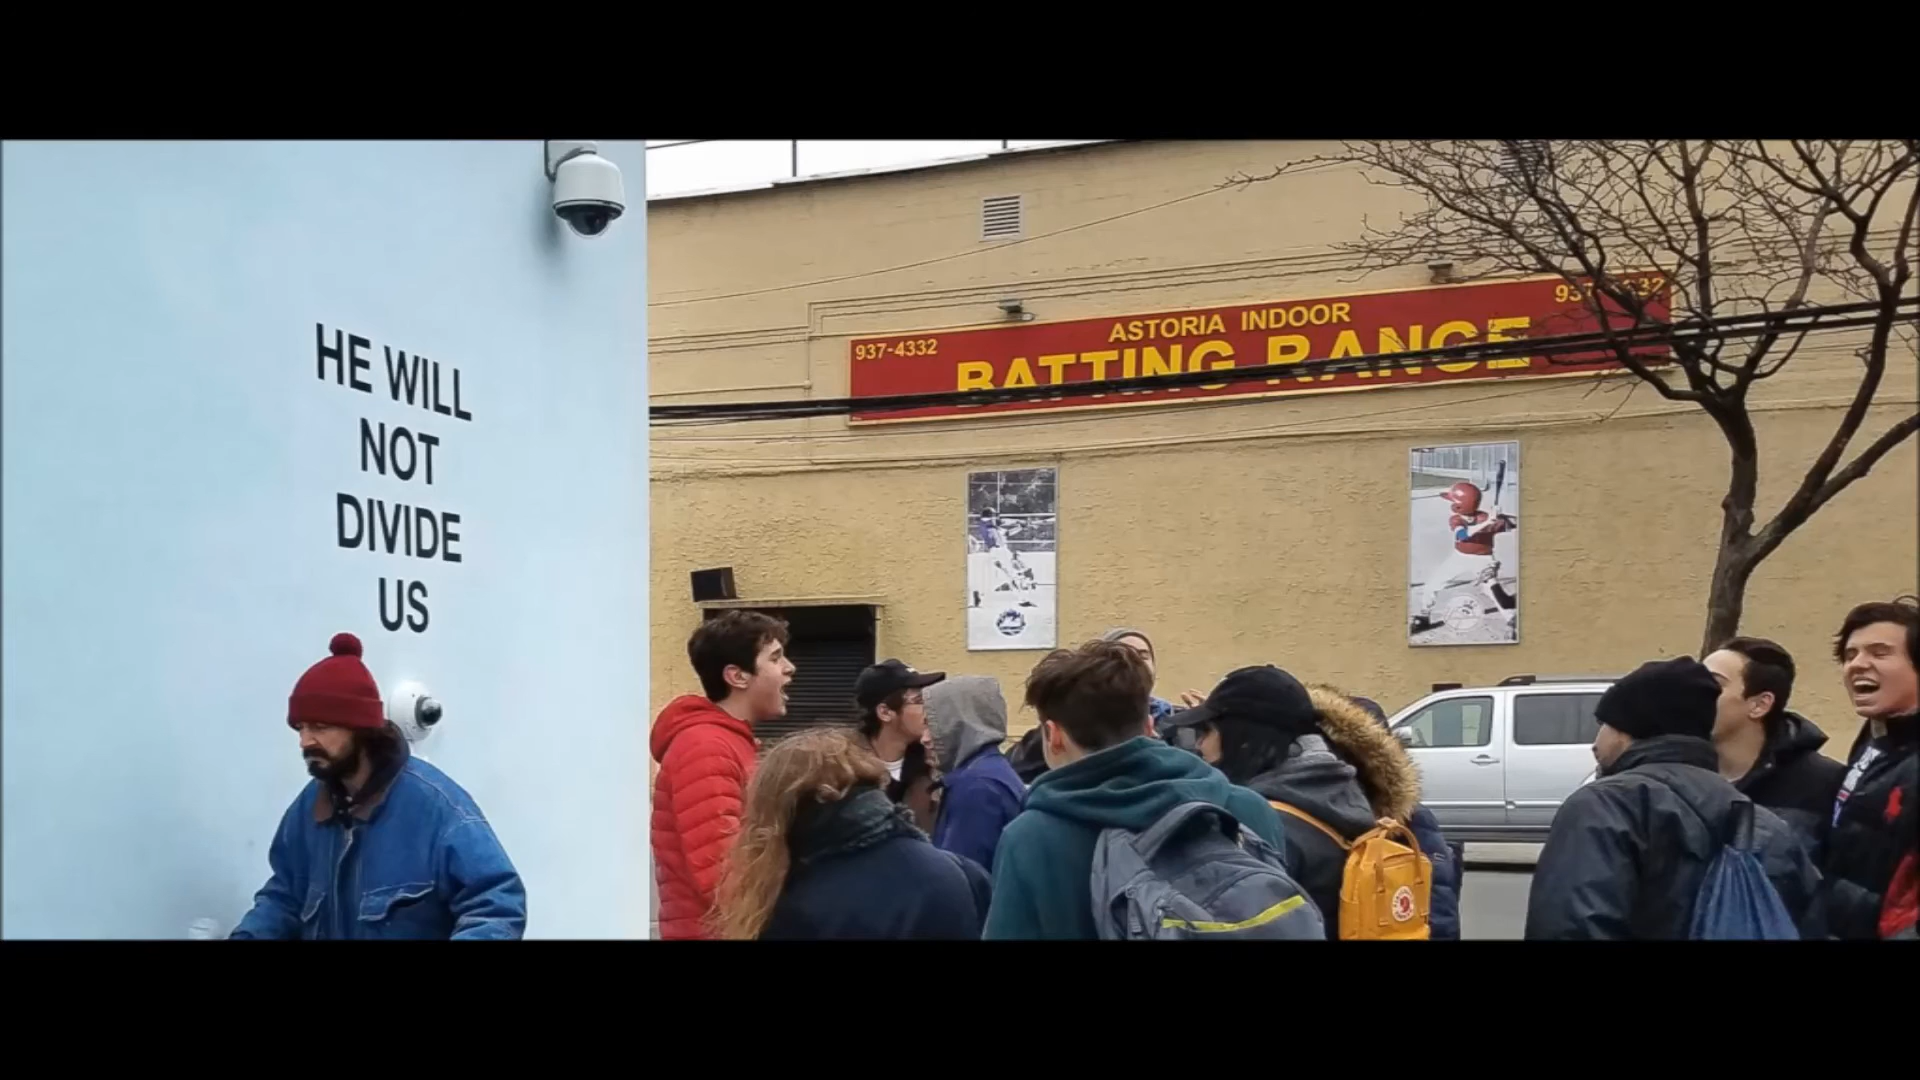 HE WILL
NOT
DIVIDE
US
ASTORIA INDOOR
937-4332
BATTING RANGE